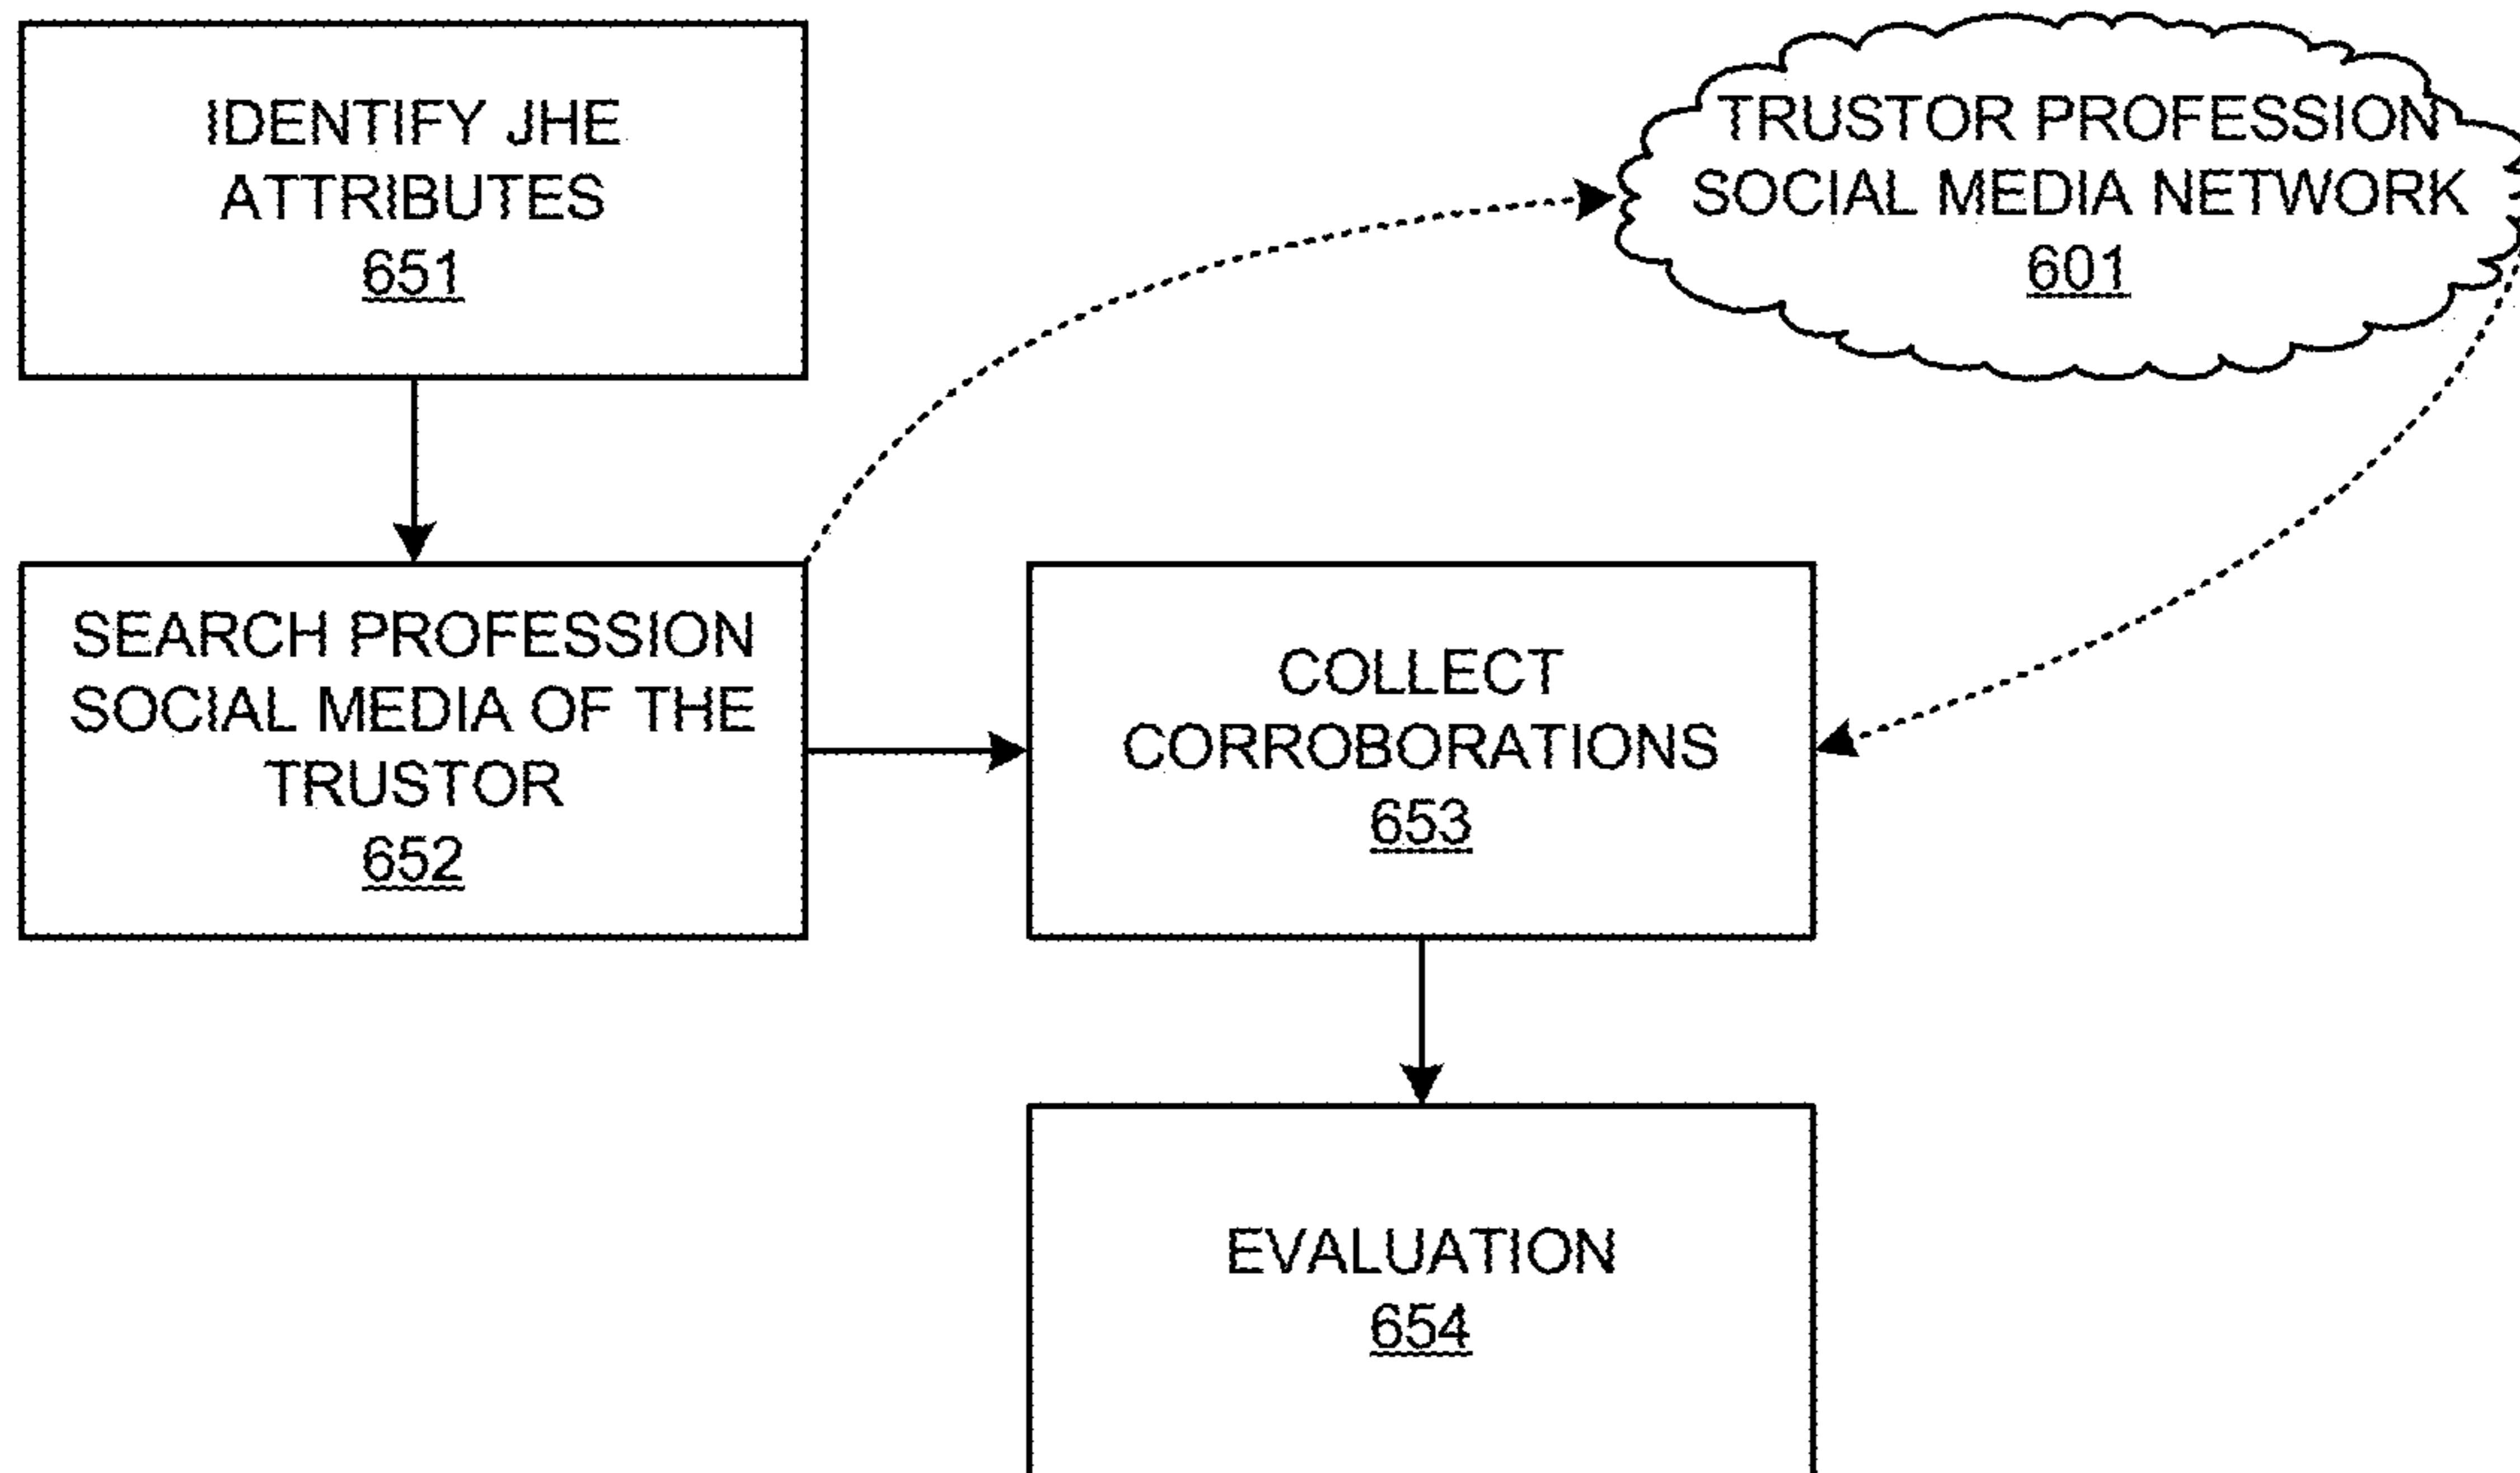 IDENTIFY JHE
ATTRIBUTES
651
TRUSTOR PROFESSION
SOCIAL MEDIA NETWORK
601
SEARCH PROFESSION
SOCIAL MEDIA OF THE
TRUSTOR
652
COLLECT
CORROBORATIONS
653
EVALUATION
654